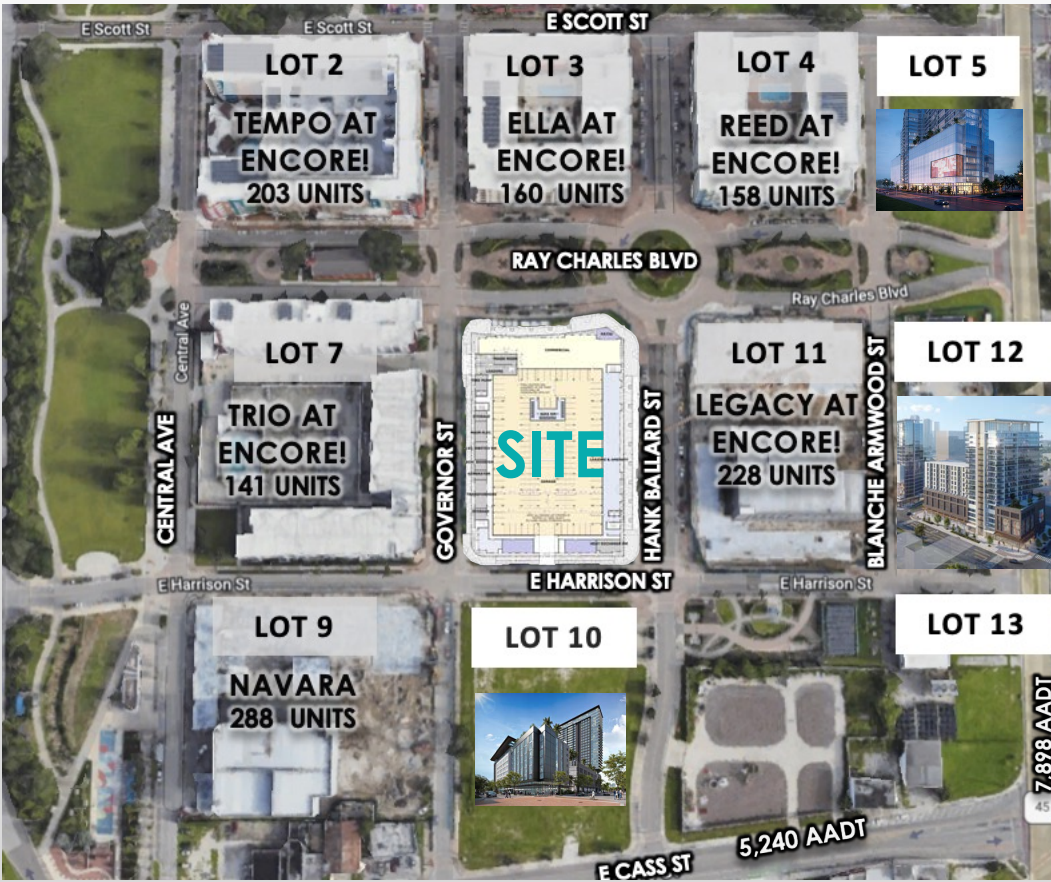 E Scott St
E Scott St
E SCOTT ST
LOT 2
TEMPO AT
ENCORE!
203 UNITS
LOT 3
ELLA AT
ENCORE!
160 UNITS
LOT 4
REED AT
ENCORE!
158 UNITS
LOT 5
RAY CHARLES BLVD
Ray Charles Blvd
Central Ave
CENTRAL AVE
LOT 7
TRIO AT
ENCORE!
141 UNITS
GOVERNOR ST
COMMERCIAL
SITE
HANK BALLARD ST
LOT 11
LEGACY AT
ENCORE!
228 UNITS
BLANCHE ARMWOOD ST
LOT 12
E Harrison St
E HARRISON ST
E Harrison St
LOT 9
NAVARA
288 UNITS
LOT 10
LOT 13
7,898 AADT
45
5,240 AADT
E CASS ST